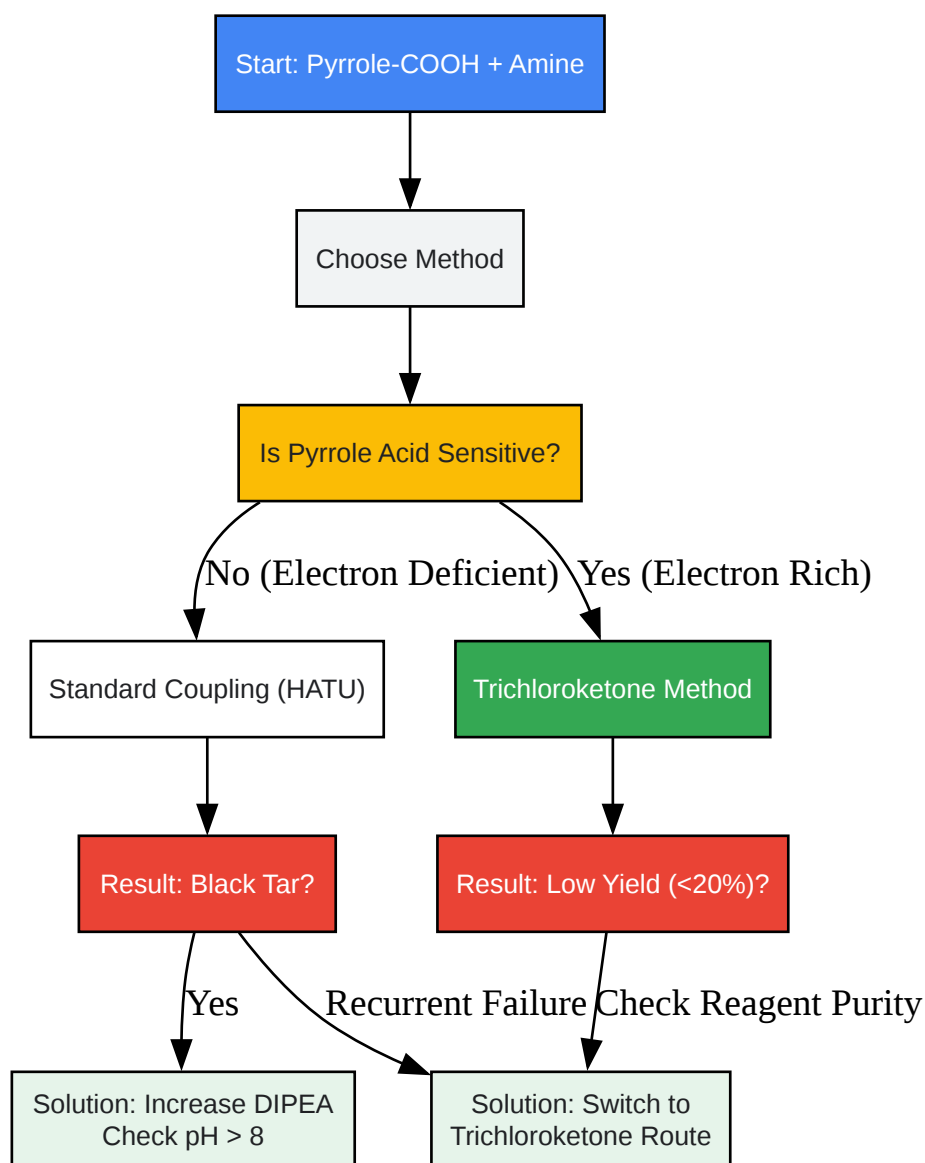 Start: Pyrrole-COOH + Amine
Choose Method
Is Pyrrole Acid Sensitive?
No (Electron Deficient)
Yes (Electron Rich)
Standard Coupling (HATU)
Trichloroketone Method
Result: Black Tar?
Result: Low Yield (<20%)?
Yes
Recurrent Failure
Check Reagent Purity
Solution: Increase DIPEA
Check pH > 8
Solution: Switch to
Trichloroketone Route